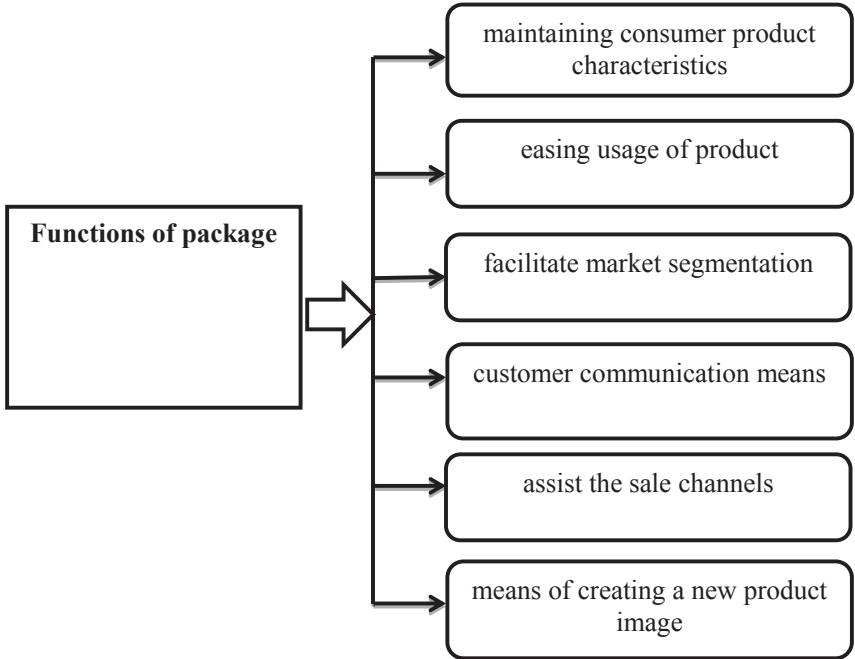 Functions of package
maintaining consumer product
characteristics
easing usage of product
facilitate market segmentation
customer communication means
assist the sale channels
means of creating a new product
image